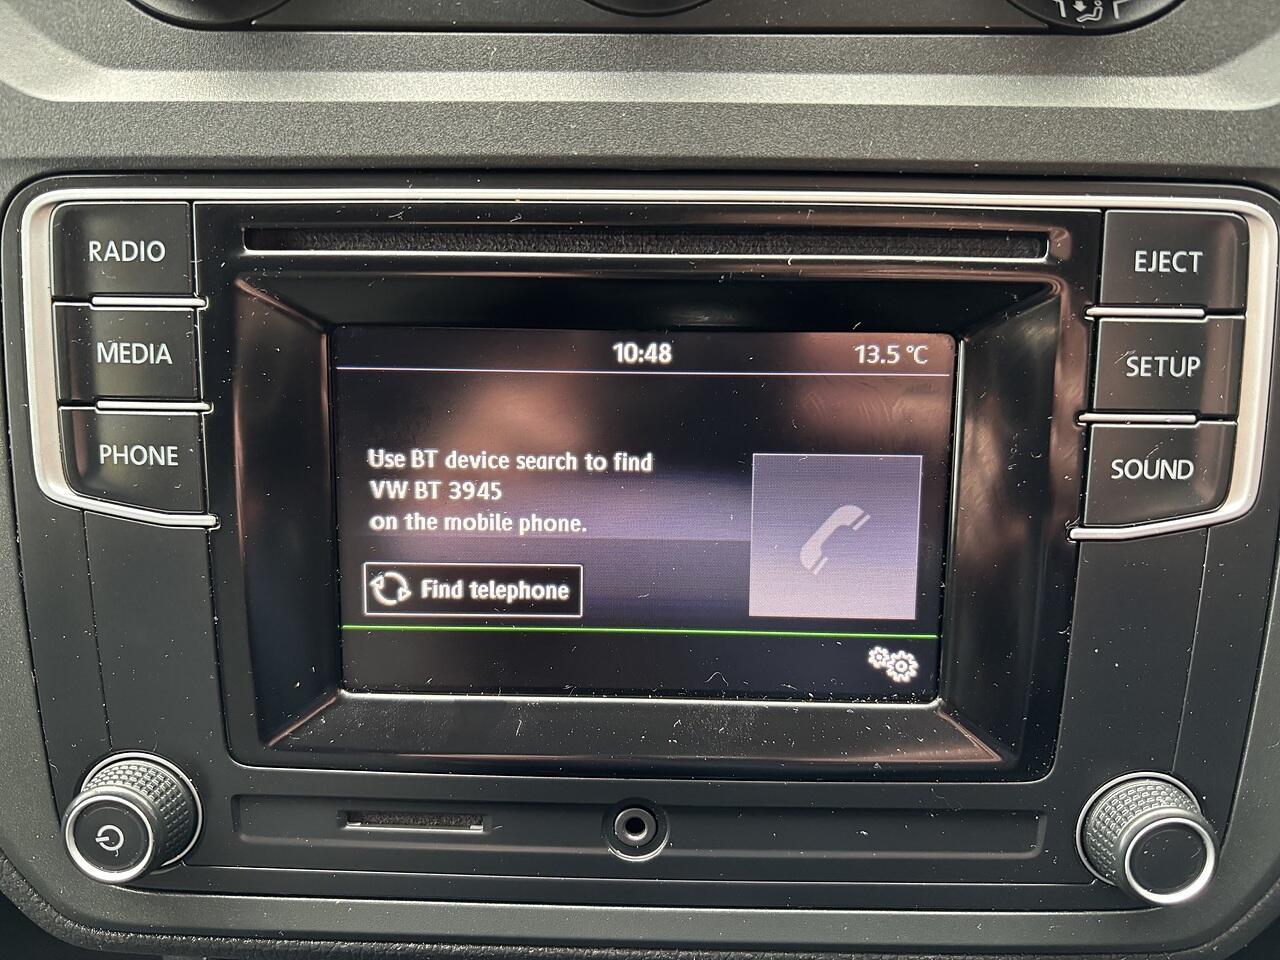 RADIO
MEDIA
PHONE
10:48
13.5 °C
Use BT device search to find
VW BT 3945
on the mobile phone.
Find telephone
EJECT
SETUP
SOUND